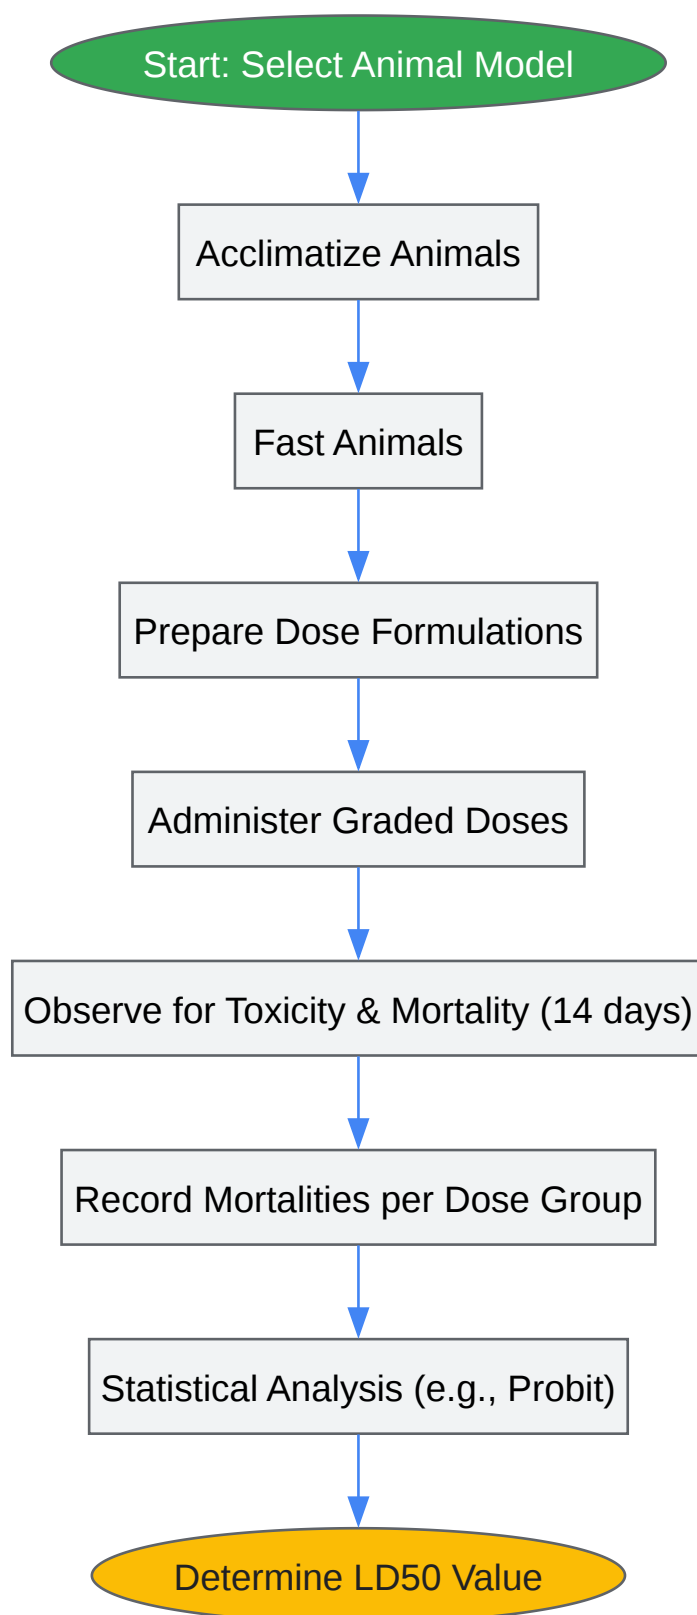 Start: Select Animal Model
Acclimatize Animals
Fast Animals
Prepare Dose Formulations
Administer Graded Doses
Observe for Toxicity & Mortality (14 days)
Record Mortalities per Dose Group
Statistical Analysis (e.g., Probit)
Determine LD50 Value